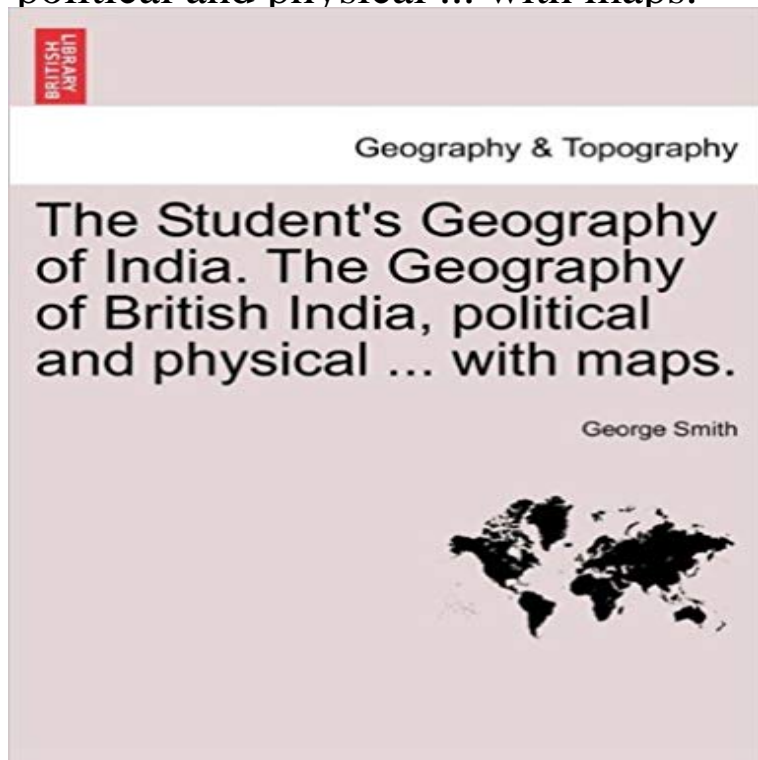 political and physical ... with maps.
BRITISH
LIBRARY
Geography & Topography
The Student's Geography
of India. The Geography
of British India, political
and physical ... with maps.
George Smith